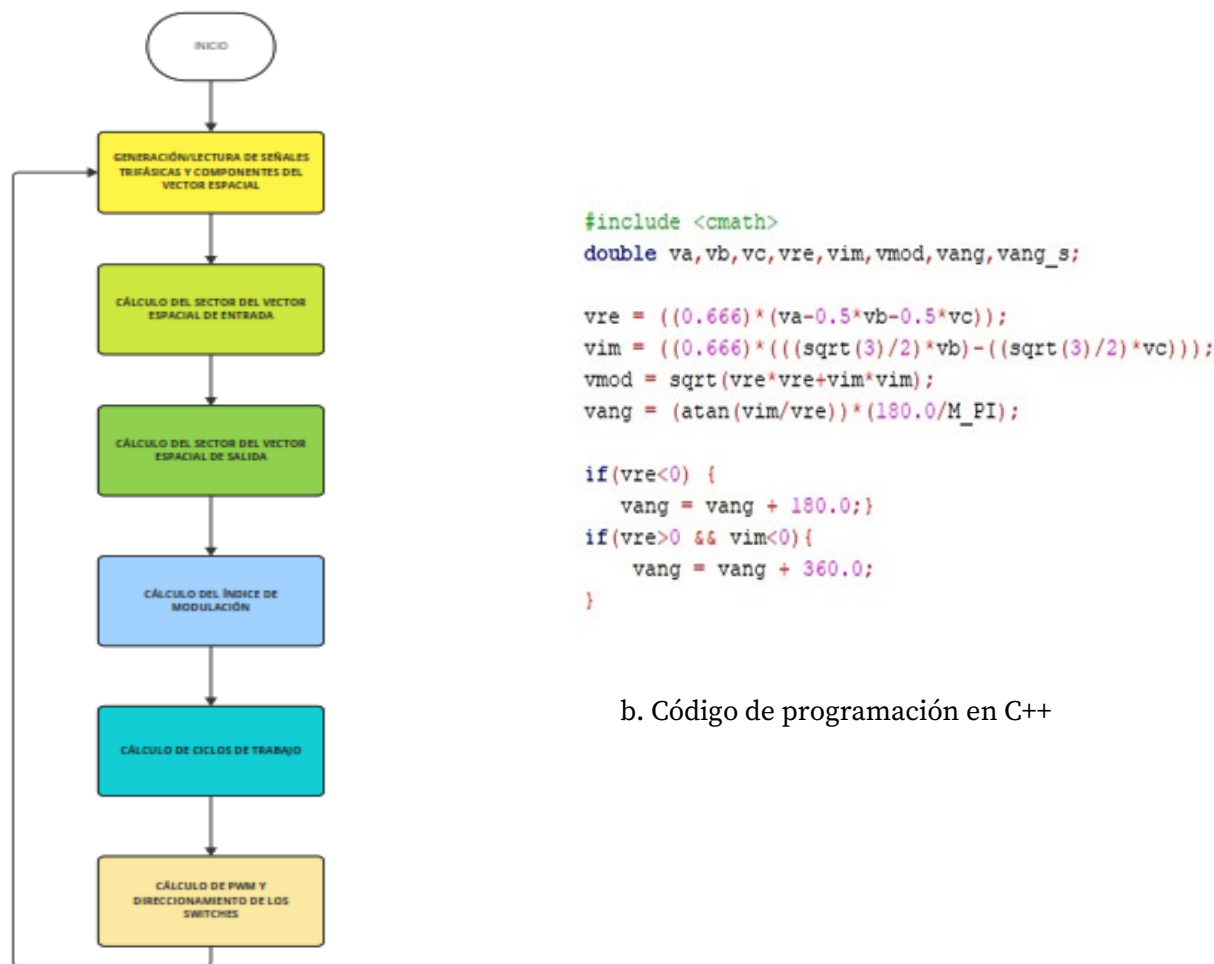 INICIO
GENERACIÓN/LECTURA DE SEÑALES
TRIFÁSICAS Y COMPONENTES DEL
VECTOR ESPACIAL
CÁLCULO DEL SECTOR DEL VECTOR
ESPACIAL DE ENTRADA
CÁLCULO DEL SECTOR DEL VECTOR
ESPACIAL DE SALIDA
CÁLCULO DEL ÍNDICE DE
MODULACIÓN
CÁLCULO DE CICLOS DE TRABAJO
CÁLCULO DE PWM Y
DIRECCIONAMIENTO DE LOS
SWITCHES
#include <cmath>
double va,vb,vc,vre,vim,vmod,vang,vang_s;
vre = ((0.666)*(va-0.5*vb-0.5*vc));
vim = ((0.666)*(((sqrt(3)/2)*vb)-((sqrt(3)/2)*vc)));
vmod = sqrt(vre*vre+vim*vim);
vang = (atan(vim/vre))*(180.0/M_PI);
if(vre<0) {
vang = vang + 180.0;}
if(vre>0 && vim<0){
vang = vang + 360.0;
}
b. Código de programación en C++